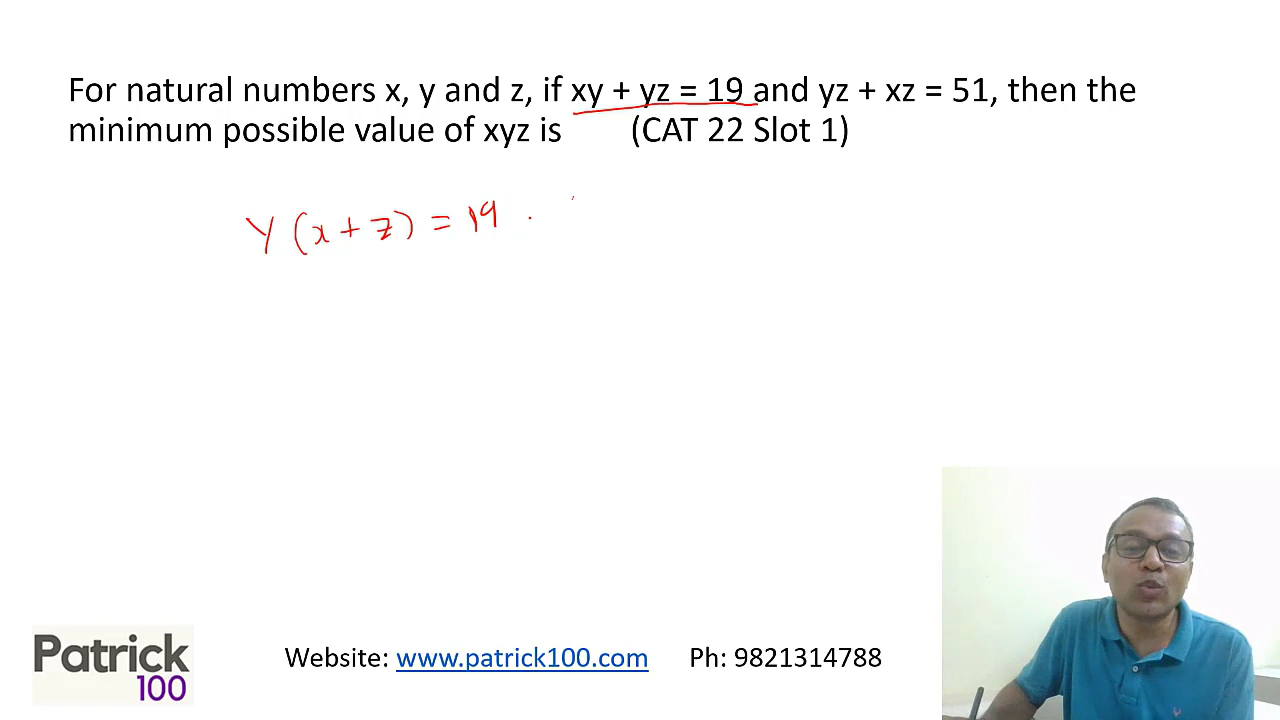 For natural numbers x, y and z, if xy + yz = 19 and yz + xz = 51, then the
minimum possible value of xyz is (CAT 22 Slot 1)
Y (x + z) = 19
Patrick
100
Website: www.patrick100.com Ph: 9821314788